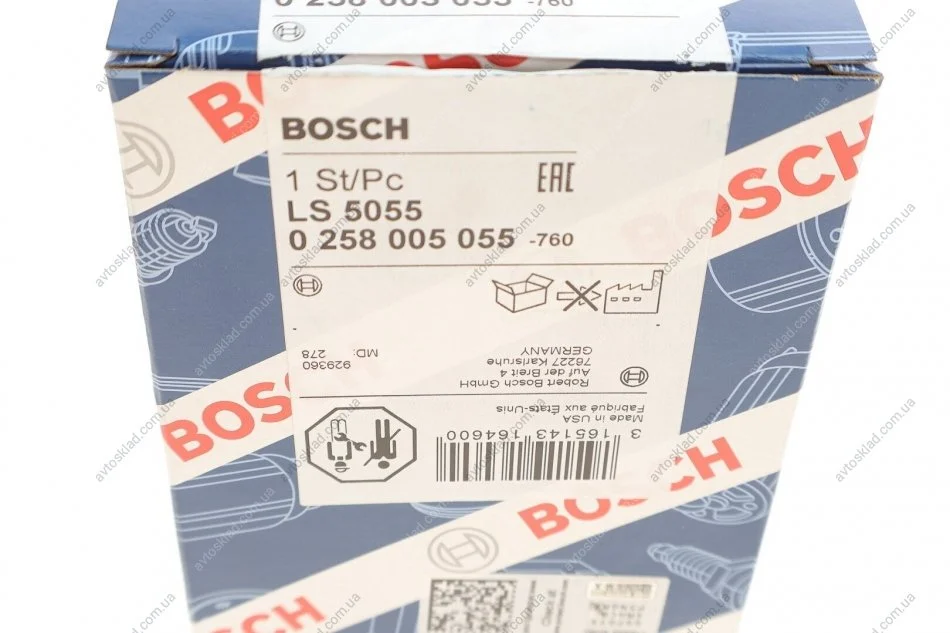 0 258 005 055 -760
BOSCH
1 St/Pc
EAC
LS 5055
0 258 005 055 -760
MD:
278
929360
Robert Bosch GmbH
Auf der Breit 4
76227 Karlsruhe
GERMANY
Made in USA
Fabriqué aux États-Unis
3 165143 164600
BOSCH
BOSCH
BOSCH
BOSCH
avtosklad.com.ua